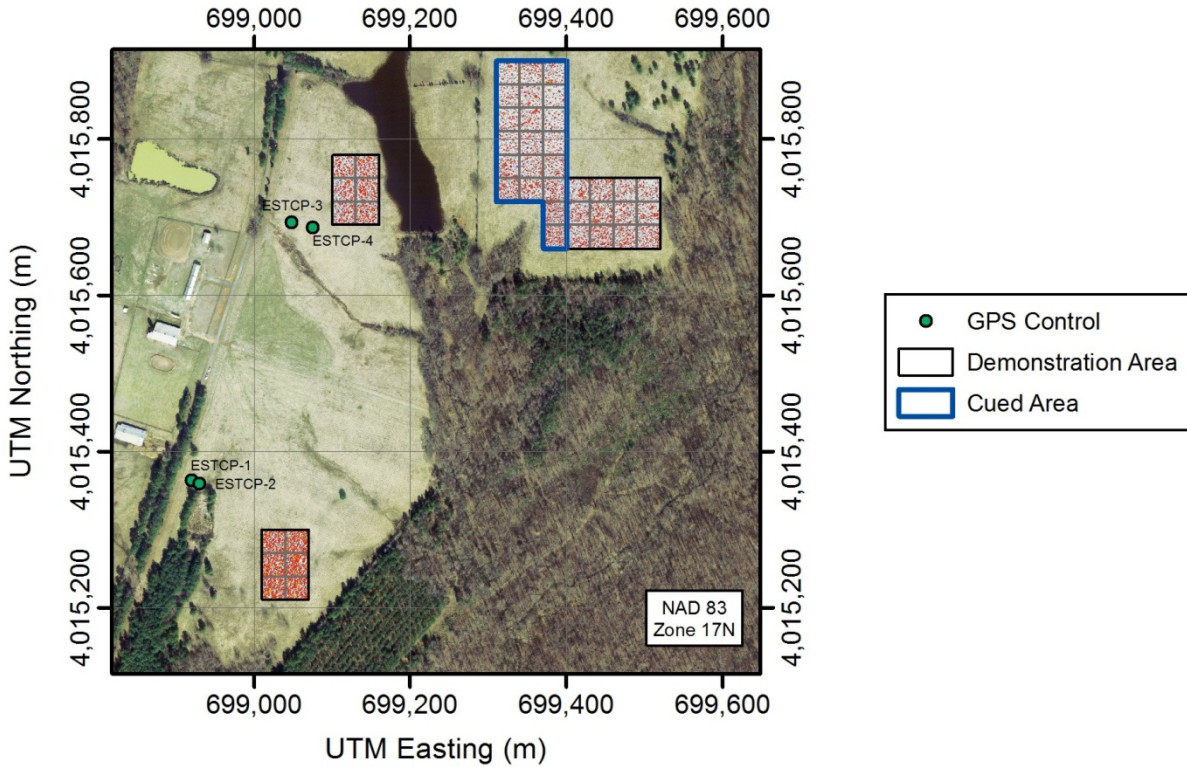 699,000
699,200
699,400
699,600
4,015,800
4,015,600
4,015,400
4,015,200
UTM Northing (m)
ESTCP-3
ESTCP-4
ESTCP-1
ESTCP-2
NAD 83
Zone 17N
4,015,800
4,015,600
4,015,400
4,015,200
699,000
699,200
699,400
699,600
UTM Easting (m)
GPS Control
Demonstration Area
Cued Area